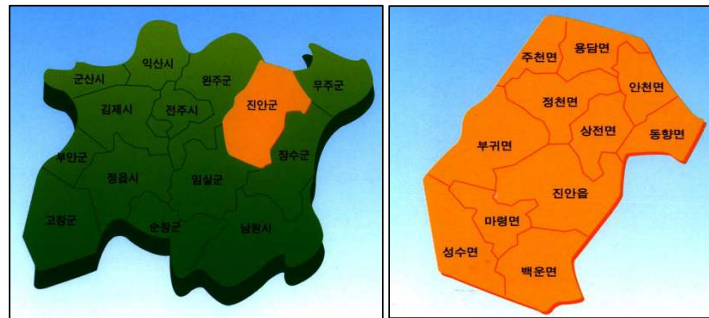 익산시
군산시
완주군
무주군
진안군
김제시
전주시
부안군
장수군
정읍시
임실군
고창군
순창군
남원시
용담면
주천면
안천면
정천면
상전면
동향면
부귀면
진안읍
마령면
성수면
백운면